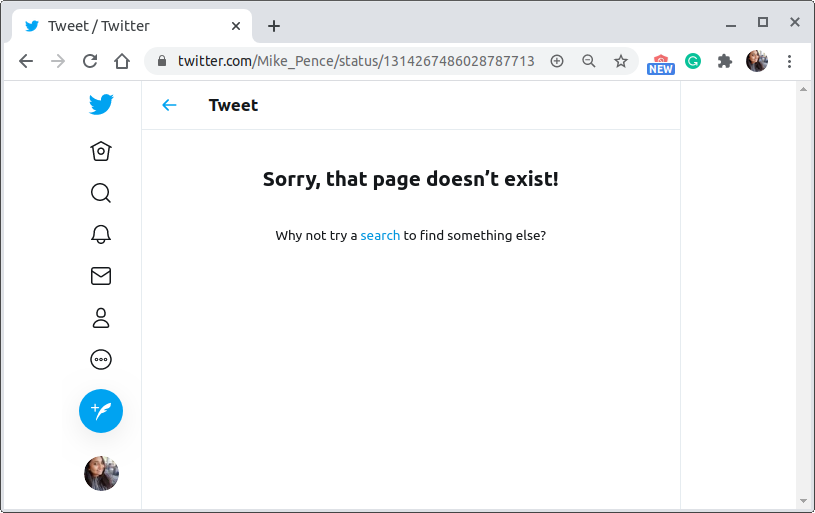 Tweet / Twitter
twitter.com/Mike_Pence/status/1314267486028787713
NEW
Tweet
Sorry, that page doesn’t exist!
Why not try a search to find something else?